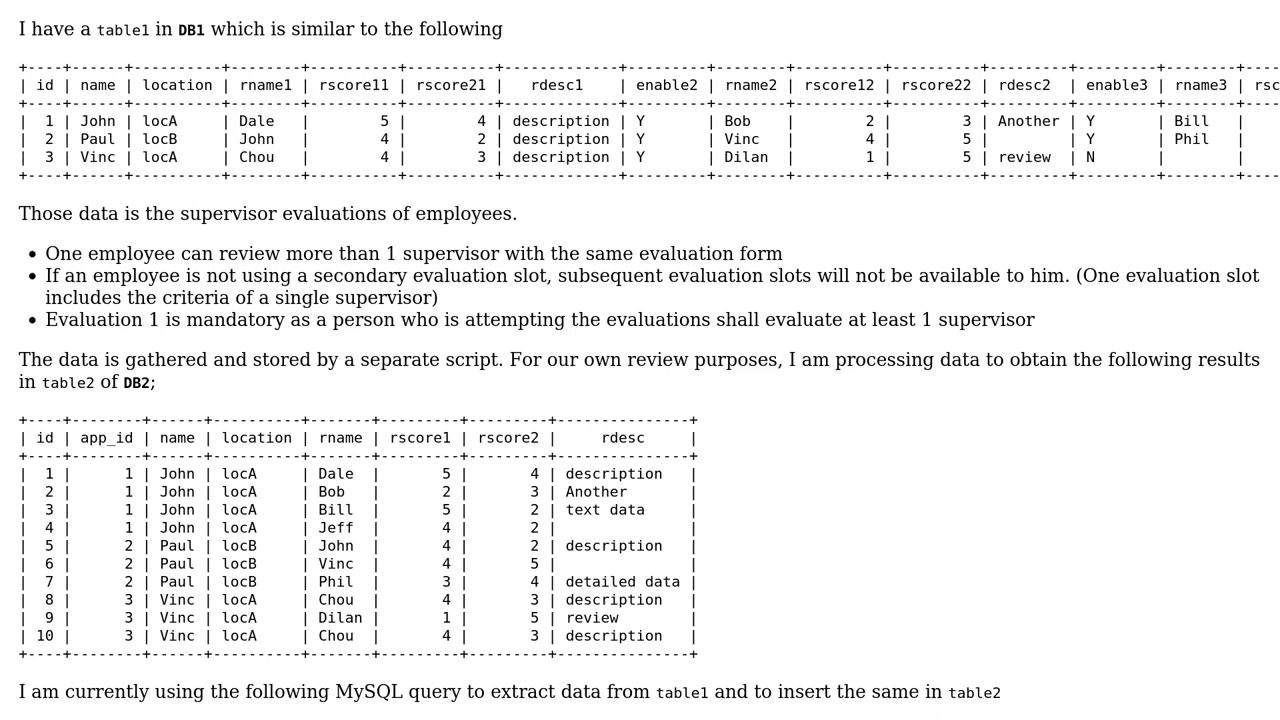 I have a table1 in DB1 which is similar to the following
+----+------+----------+--------+----------+----------+-------------+---------+-------+----------+----------+---------+---------+-------+----
| id | name | location | rname1 | rscore11 | rscore21 |   rdesc1    | enable2 | rname2 | rscore12 | rscore22 | rdesc2  | enable3 | rname3 | rsc
+----+------+----------+--------+----------+----------+-------------+---------+--------+----------+----------+---------+---------+--------+----
|  1 | John | locA     | Dale   |        5 |        4 | description | Y       | Bob    |        2 |        3 | Another | Y       | Bill   |
|  2 | Paul | locB     | John   |        4 |        2 | description | Y       | Vinc   |        4 |        5 |         | Y       | Phil   |
|  3 | Vinc | locA     | Chou   |        4 |        3 | description | Y       | Dilan  |        1 |        5 | review  | N       |        |
+----+------+----------+--------+----------+----------+-------------+---------+--------+----------+----------+---------+---------+--------+----
Those data is the supervisor evaluations of employees.
• One employee can review more than 1 supervisor with the same evaluation form
• If an employee is not using a secondary evaluation slot, subsequent evaluation slots will not be available to him. (One evaluation slot
includes the criteria of a single supervisor)
• Evaluation 1 is mandatory as a person who is attempting the evaluations shall evaluate at least 1 supervisor
The data is gathered and stored by a separate script. For our own review purposes, I am processing data to obtain the following results
in table2 of DB2;
+----+--------+------+----------+-------+---------+---------+---------------+
| id | app_id | name | location | rname | rscore1 | rscore2 |     rdesc     |
+----+--------+------+----------+-------+---------+---------+---------------+
|  1 |      1 | John | locA     | Dale  |       5 |       4 | description   |
|  2 |      1 | John | locA     | Bob   |       2 |       3 | Another       |
|  3 |      1 | John | locA     | Bill  |       5 |       2 | text data     |
|  4 |      1 | John | locA     | Jeff  |       4 |       2 |               |
|  5 |      2 | Paul | locB     | John  |       4 |       2 | description   |
|  6 |      2 | Paul | locB     | Vinc  |       4 |       5 |               |
|  7 |      2 | Paul | locB     | Phil  |       3 |       4 | detailed data |
|  8 |      3 | Vinc | locA     | Chou  |       4 |       3 | description   |
|  9 |      3 | Vinc | locA     | Dilan |       1 |       5 | review        |
| 10 |      3 | Vinc | locA     | Chou  |       4 |       3 | description   |
+----+--------+------+----------+-------+---------+---------+---------------+
I am currently using the following MySQL query to extract data from table1 and to insert the same in table2